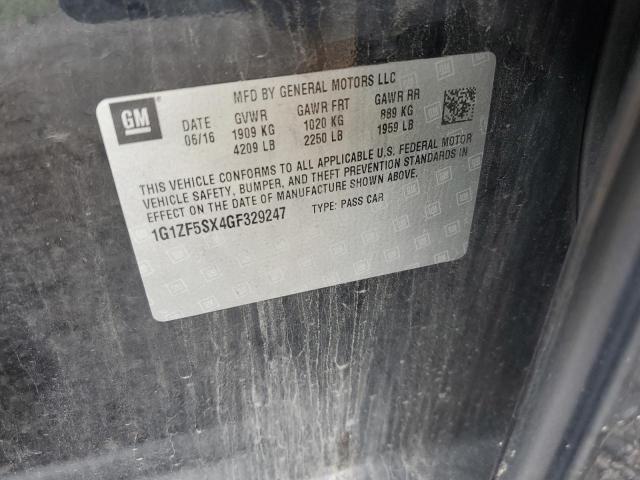 MFD BY GENERAL MOTORS LLC
GM
DATE GVWR GAWR FRT GAWR RR
06/16 1909 KG 1020 KG 889 KG
4209 LB 2250 LB 1959 LB
THIS VEHICLE CONFORMS TO ALL APPLICABLE U.S. FEDERAL MOTOR
VEHICLE SAFETY, BUMPER, AND THEFT PREVENTION STANDARDS IN
EFFECT ON THE DATE OF MANUFACTURE SHOWN ABOVE.
1G1ZF5SX4GF329247 TYPE: PASS CAR